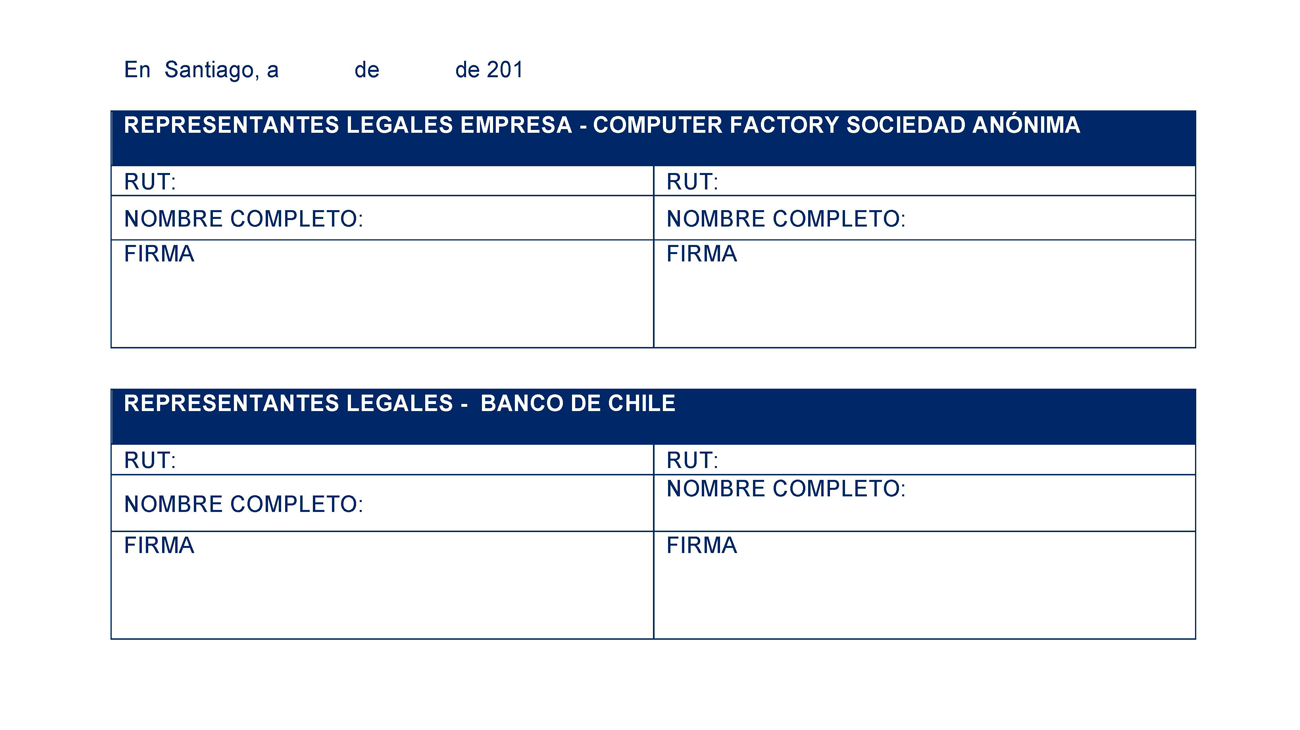 En Santiago, a de de 201
REPRESENTANTES LEGALES EMPRESA - COMPUTER FACTORY SOCIEDAD ANÓNIMA
RUT: RUT:
NOMBRE COMPLETO: NOMBRE COMPLETO:
FIRMA FIRMA
REPRESENTANTES LEGALES - BANCO DE CHILE
RUT: RUT:
NOMBRE COMPLETO: NOMBRE COMPLETO:
FIRMA FIRMA